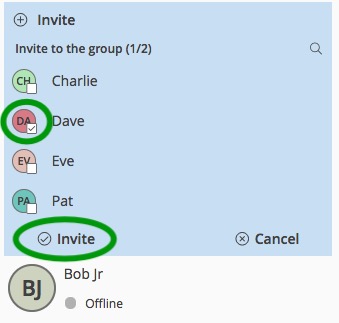 Invite
Invite to the group (1/2)
CH Charlie
DA Dave
EV Eve
PA Pat
Invite Cancel
BJ Bob Jr
Offline